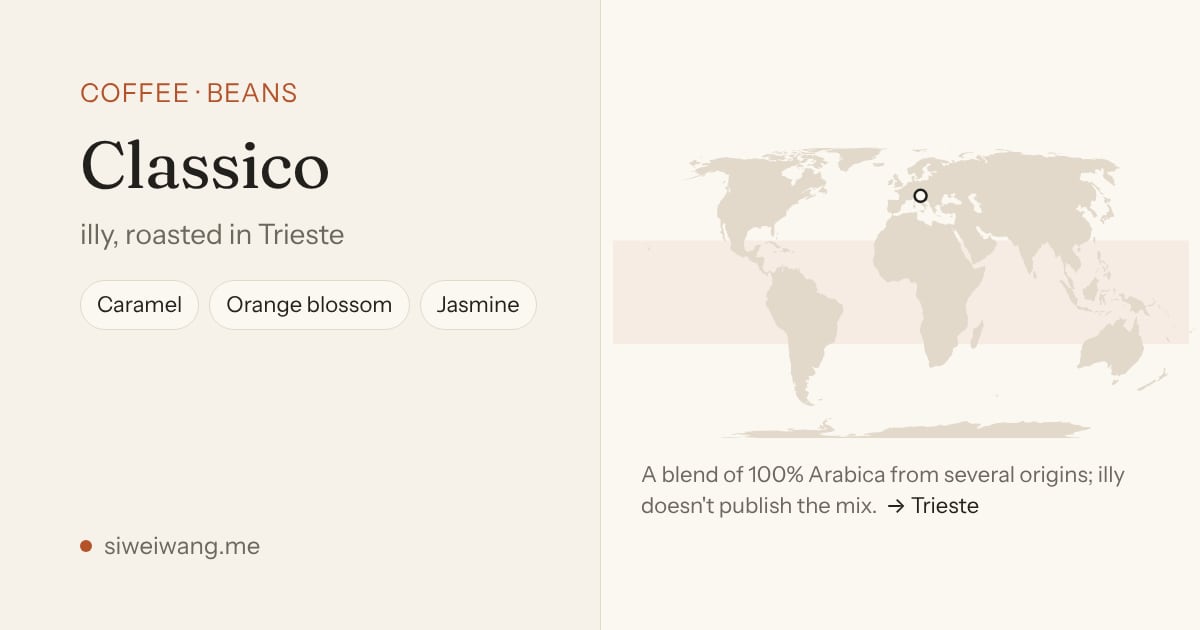 COFFEE · BEANS
Classico
illy, roasted in Trieste
Caramel
Orange blossom
Jasmine
siweiwang.me
A blend of 100% Arabica from several origins; illy
doesn't publish the mix. → Trieste